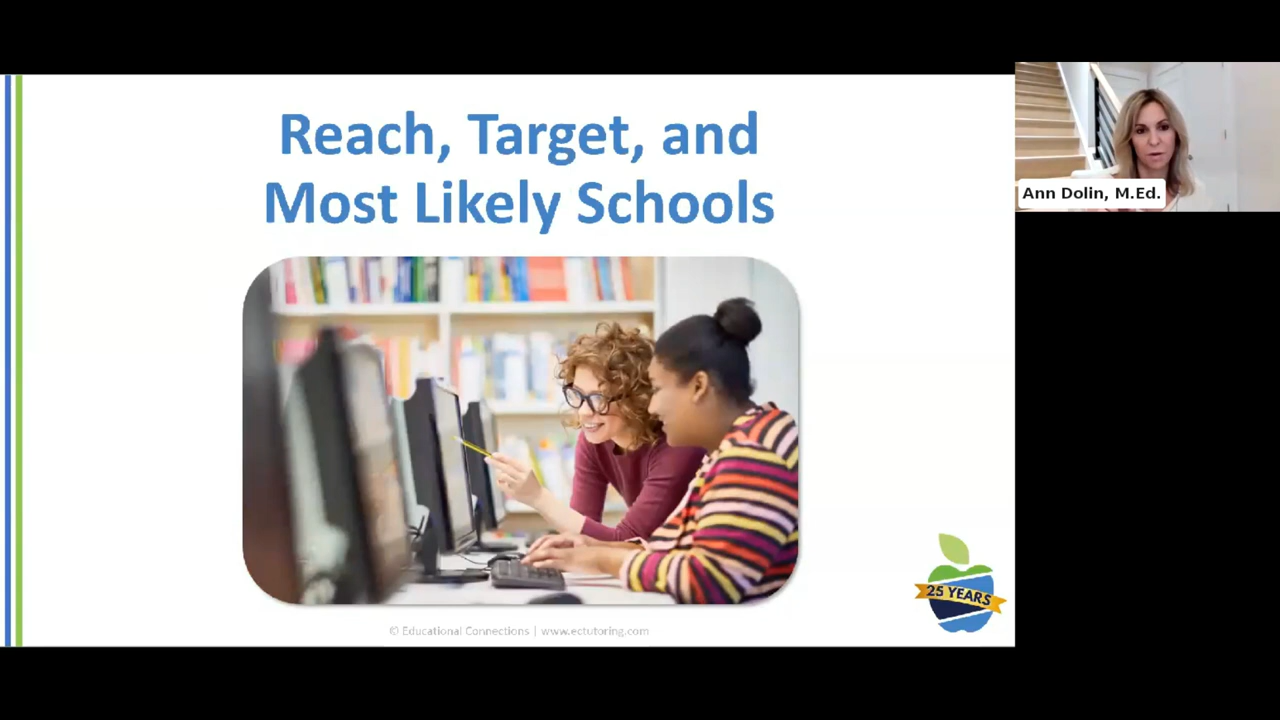 Reach, Target, and
Most Likely Schools
Ann Dolin, M.Ed.
25 YEARS
© Educational Connections | www.ectutoring.com